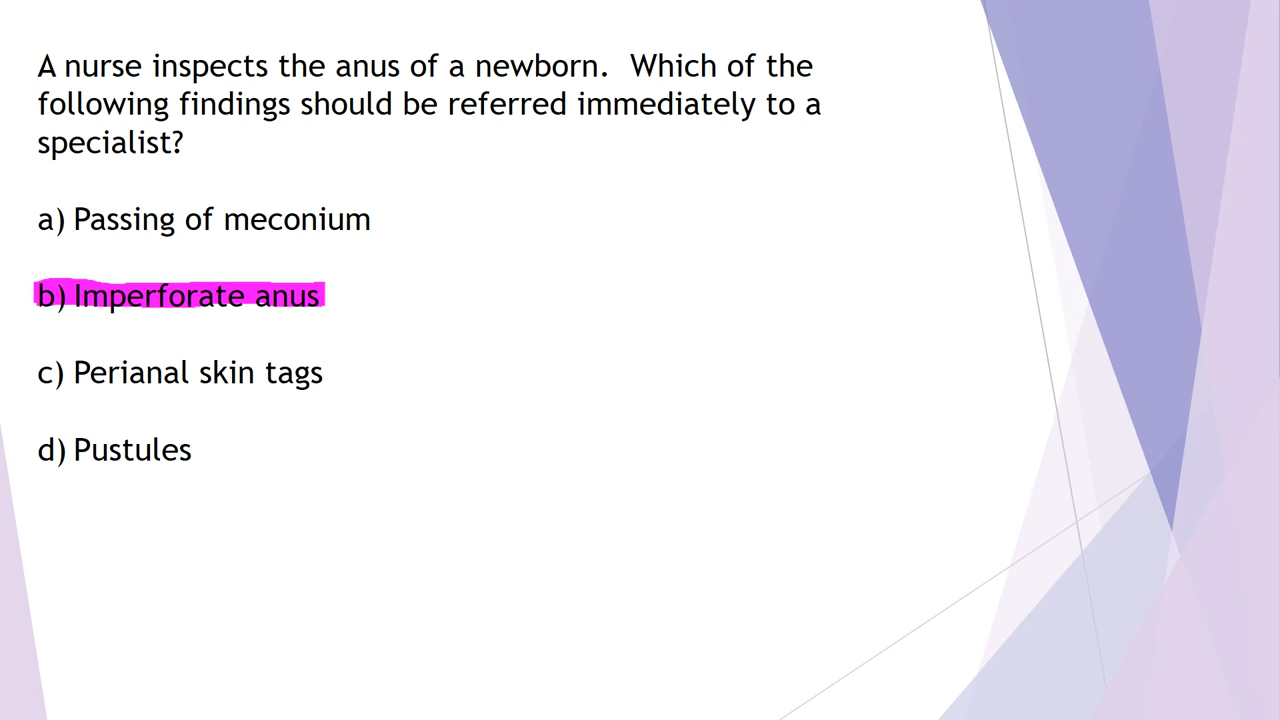 A nurse inspects the anus of a newborn.  Which of the
following findings should be referred immediately to a
specialist?
a) Passing of meconium
b) Imperforate anus
c) Perianal skin tags
d) Pustules